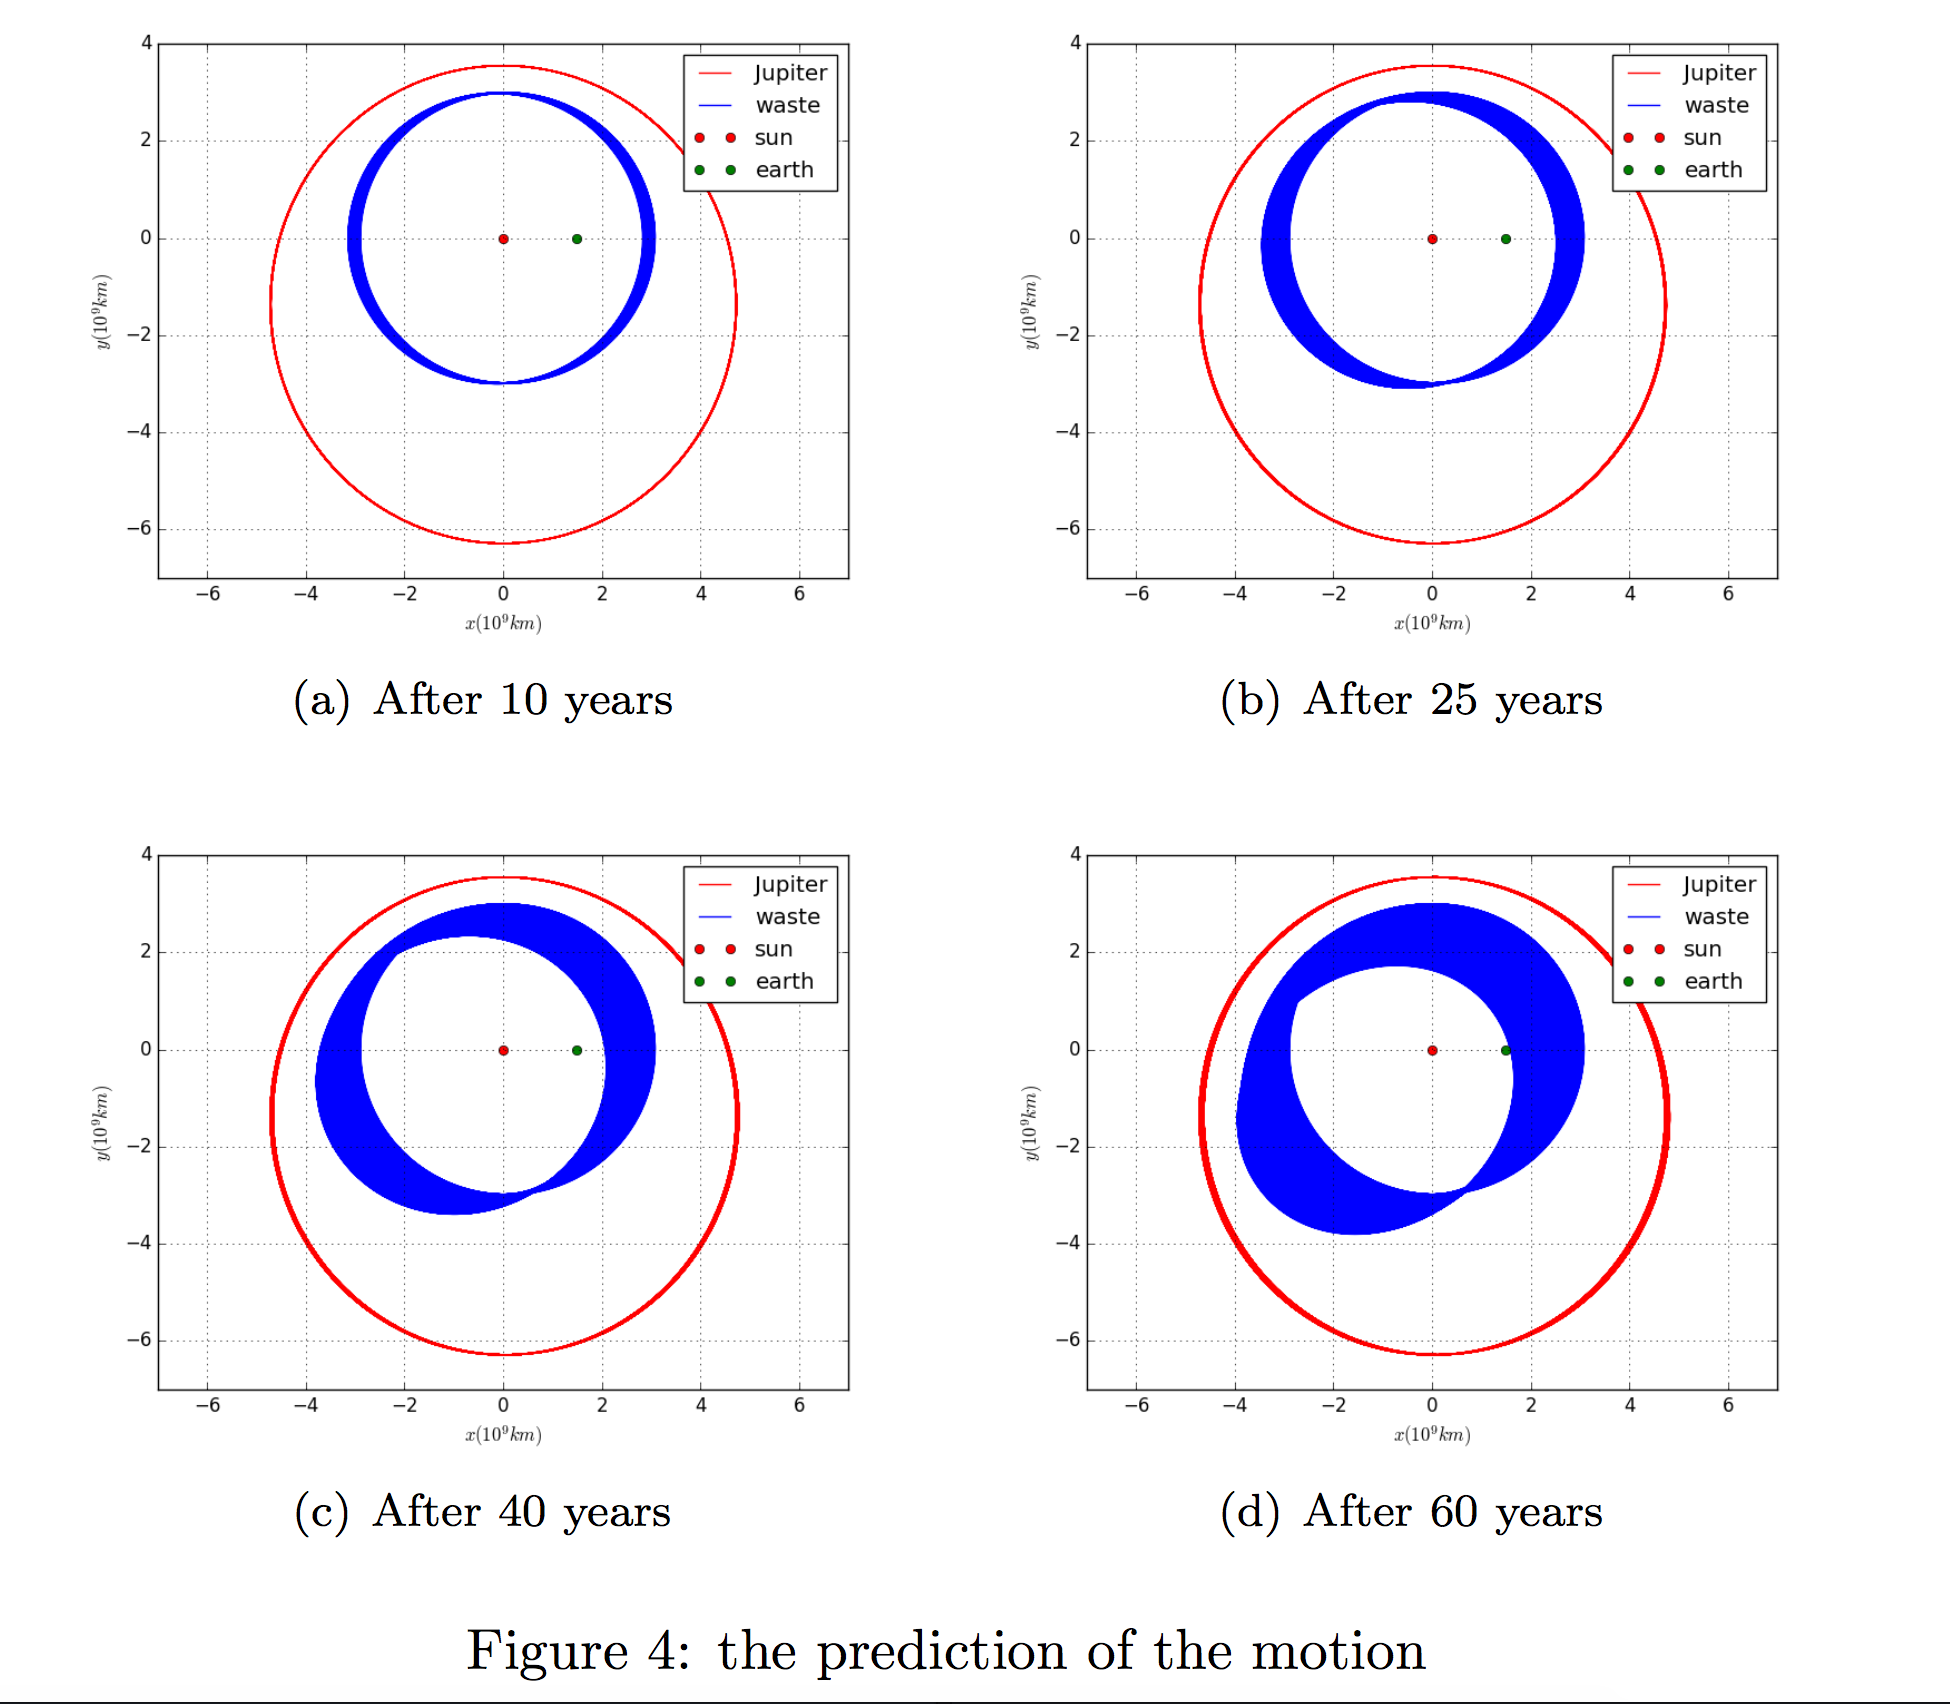 4
2
0
−2
−4
−6
y(10⁹km)
−6 −4 −2 0 2 4 6
x(10⁹km)
Jupiter
waste
sun
earth
(a) After 10 years
4
2
0
−2
−4
−6
y(10⁹km)
−6 −4 −2 0 2 4 6
x(10⁹km)
Jupiter
waste
sun
earth
(b) After 25 years
4
2
0
−2
−4
−6
y(10⁹km)
−6 −4 −2 0 2 4 6
x(10⁹km)
Jupiter
waste
sun
earth
(c) After 40 years
4
2
0
−2
−4
−6
y(10⁹km)
−6 −4 −2 0 2 4 6
x(10⁹km)
Jupiter
waste
sun
earth
(d) After 60 years
Figure 4: the prediction of the motion